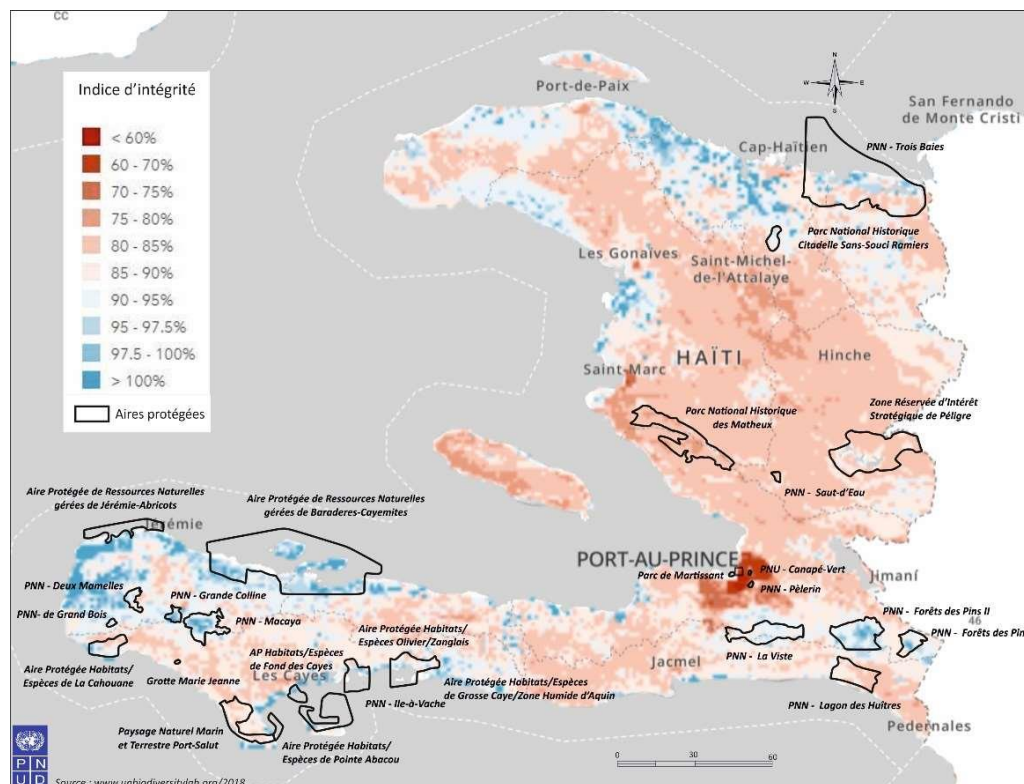 CC
Indice d'intégrité
< 60%
60 - 70%
70 - 75%
75 - 80%
80 - 85%
85 - 90%
90 - 95%
95 - 97.5%
97.5 - 100%
> 100%
Aires protégées
N
W
E
S
Port-de-Paix
San Fernando
de Monte Cristi
Cap-Haïtien
PNN - Trois Baies
Parc National Historique
Citadelle Sans-Souci Ramiers
Les Gonaïves
Saint-Michel-
de-l'Attalaye
HAÏTI
Hinche
Saint-Marc
Parc National Historique
des Matheux
Zone Réservée d'Intérêt
Stratégique de Péligre
PNN - Saut-d'Eau
Aire Protégée de Ressources Naturelles
gérées de Jérémie-Abricots
Aire Protégée de Ressources Naturelles
gérées de Baraderes-Cayemites
Jérémie
PORT-AU-PRINCE
Parc de Martissant
PNU - Canapé-Vert
PNN - Pèlerin
Jimaní
PNN - Deux Mamelles
PNN - Grande Colline
PNN- de Grand Bois
PNN - Macaya
PNN - Forêts des Pins II
46
PNN - Forêts des Pin
Aire Protégée Habitats/
Espèces Olivier/Zanglais
AP Habitats/Espèces
de Fond des Cayes
Jacmel
PNN - La Viste
Aire Protégée Habitats/
Espèces de La Cahouane
Grotte Marie Jeanne
Les Cayes
Aire Protégée Habitats/Espèces
de Grosse Caye/Zone Humide d'Aquin
PNN - Ile-à-Vache
PNN - Lagon des Huîtres
Pedernales
Paysage Naturel Marin
et Terrestre Port-Salut
Aire Protégée Habitats/
Espèces de Pointe Abacou
0
30
60
P N
U D
Source : www.unbiodiversitylab.org/2018